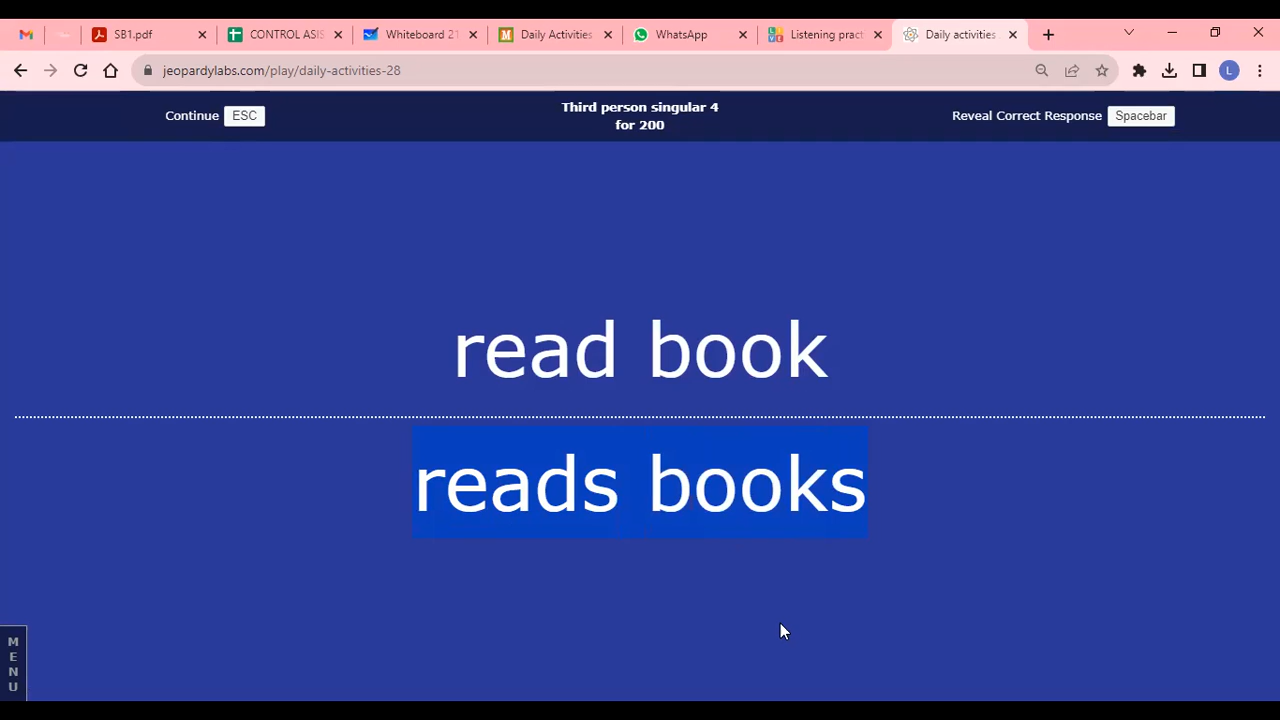 SB1.pdf
CONTROL ASIS
Whiteboard 21
Daily Activities
WhatsApp
Listening pract
Daily activities
jeopardylabs.com/play/daily-activities-28
L
Continue ESC
Third person singular 4
for 200
Reveal Correct Response Spacebar
read book
reads books
MENU